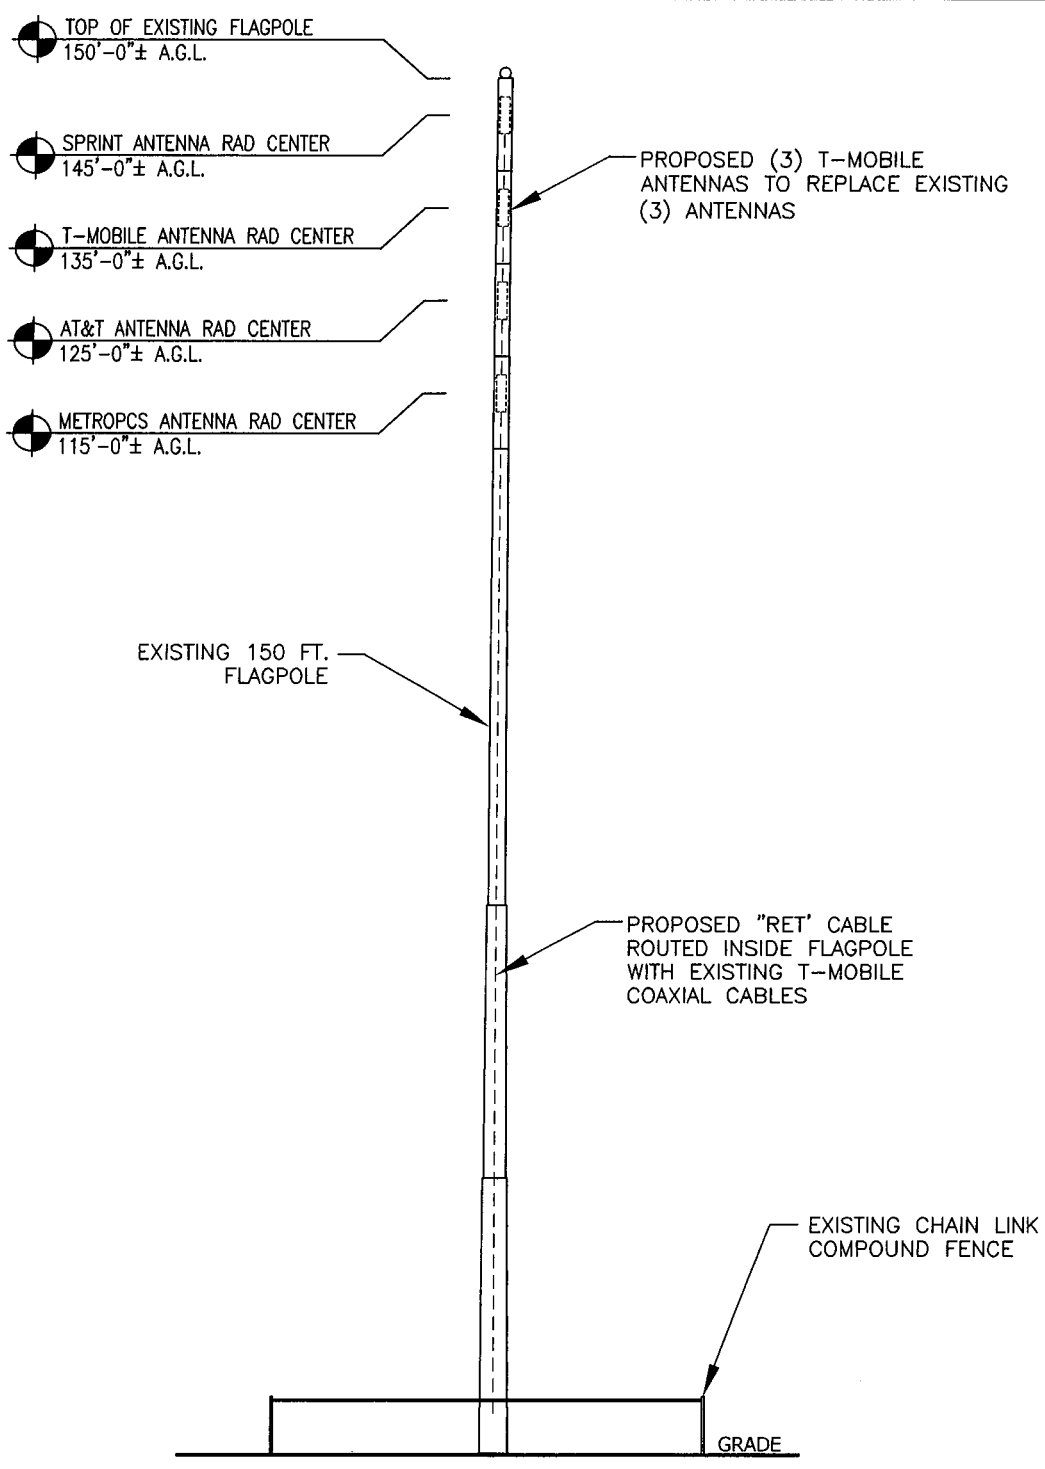 TOP OF EXISTING FLAGPOLE
150'-0"± A.G.L.
SPRINT ANTENNA RAD CENTER
145'-0"± A.G.L.
T-MOBILE ANTENNA RAD CENTER
135'-0"± A.G.L.
AT&T ANTENNA RAD CENTER
125'-0"± A.G.L.
METROPCS ANTENNA RAD CENTER
115'-0"± A.G.L.
PROPOSED (3) T-MOBILE
ANTENNAS TO REPLACE EXISTING
(3) ANTENNAS
EXISTING 150 FT.
FLAGPOLE
PROPOSED "RET' CABLE
ROUTED INSIDE FLAGPOLE
WITH EXISTING T-MOBILE
COAXIAL CABLES
EXISTING CHAIN LINK
COMPOUND FENCE
GRADE